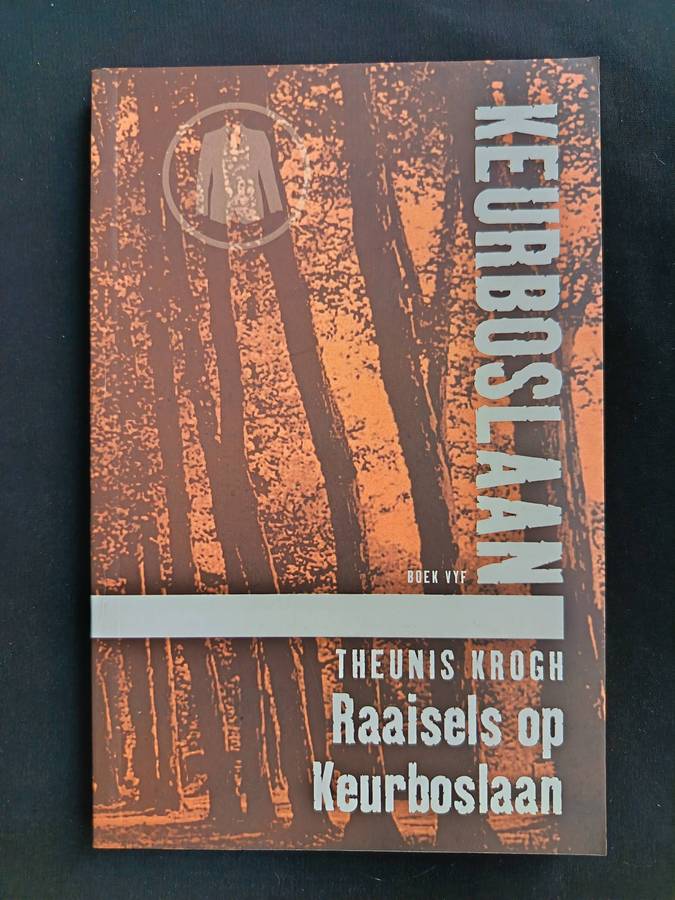 KEURBOSLAAN
BOEK VYF
THEUNIS KROGH
Raaisels op
Keurboslaan